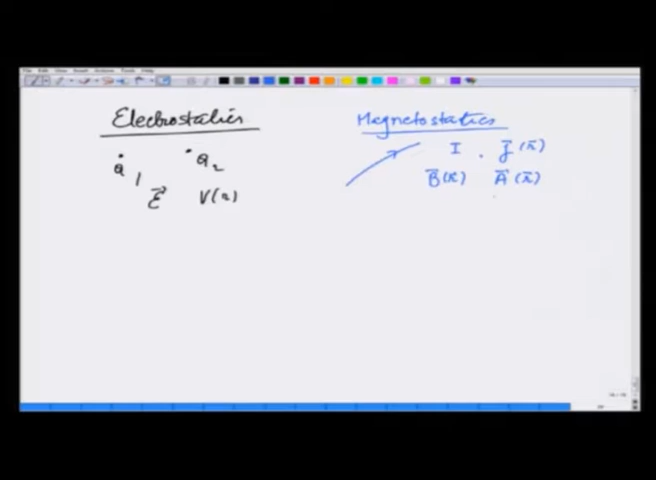 Electrostatics
Q1 Q2
E⃗ V(r)
Magnetostatics
I , j⃗(r⃗)
B⃗(r⃗) A⃗(r⃗)